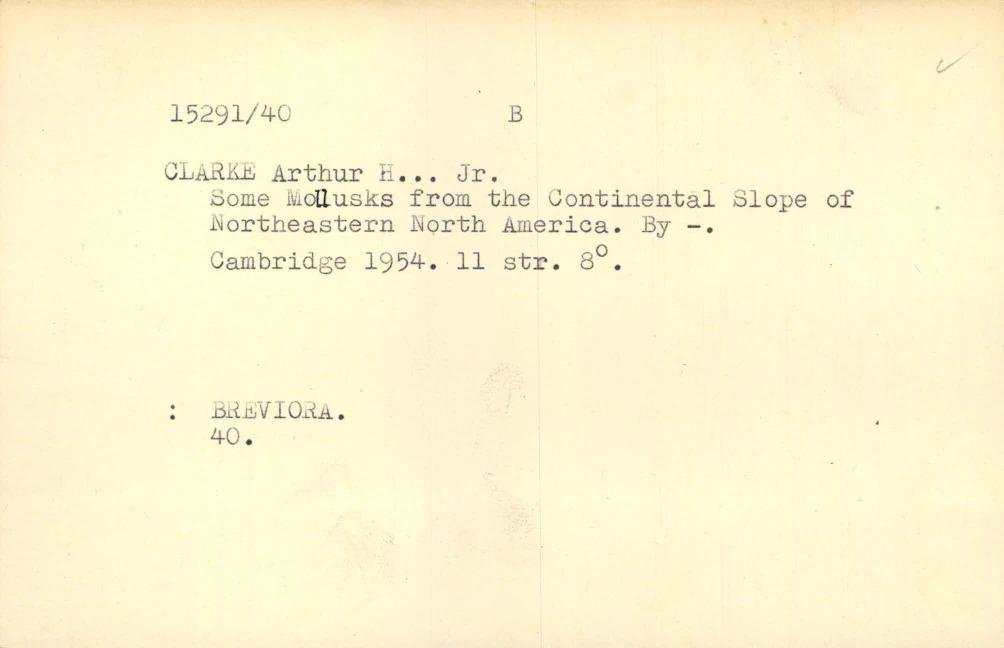 15291/40 B
CLARKE Arthur H... Jr.
Some Mollusks from the Continental Slope of
Northeastern North America. By -.
Cambridge 1954. 11 str. 8°.
: BREVIORA.
40.